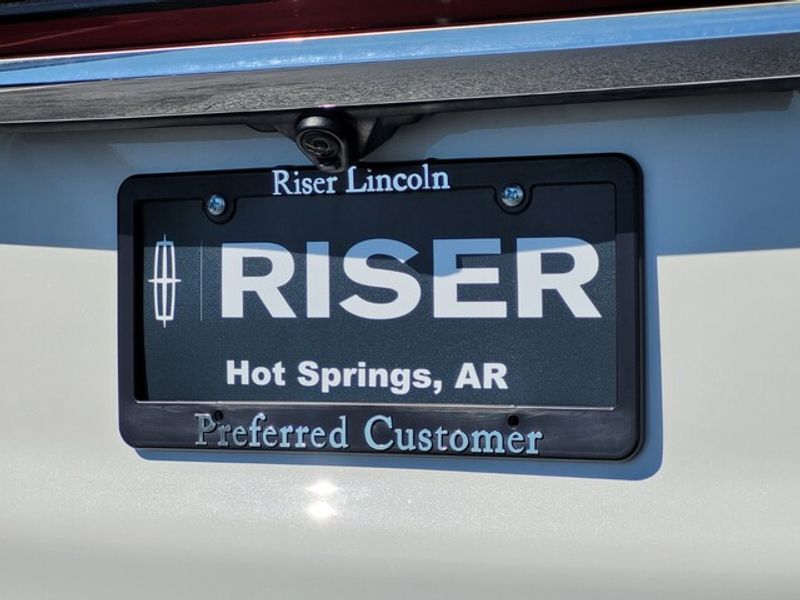 Riser Lincoln
RISER
Hot Springs, AR
Preferred Customer